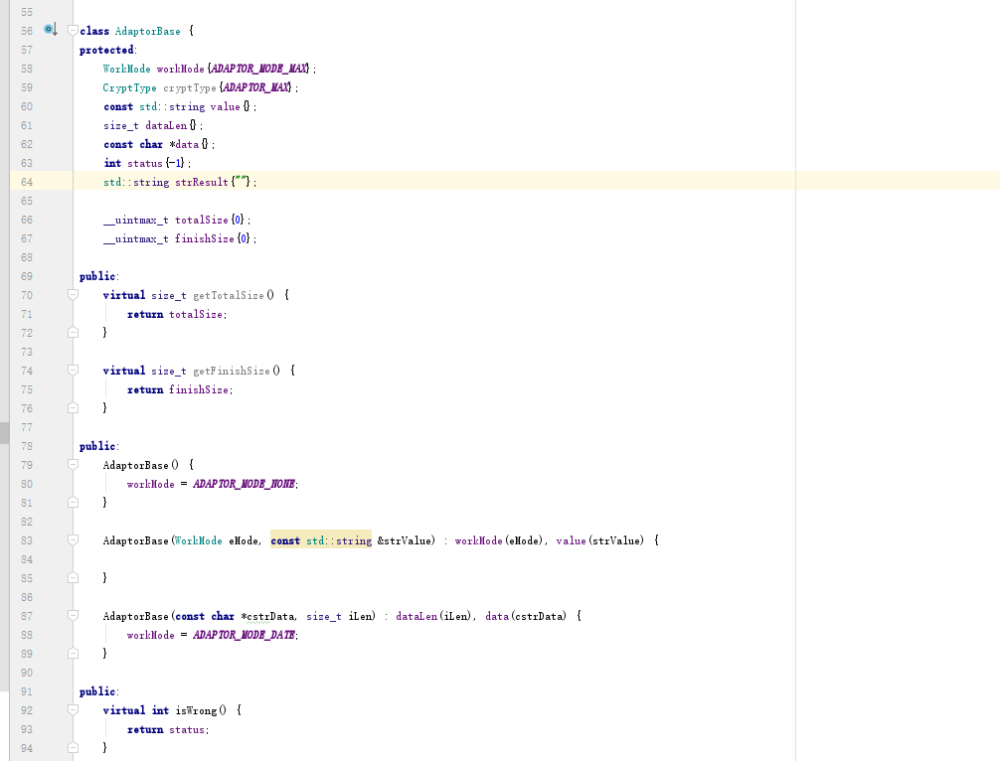 55
56 class AdaptorBase {
57 protected:
58 WorkMode workMode{ADAPTOR_MODE_MAX};
59 CryptType cryptType{ADAPTOR_MAX};
60 const std::string value{};
61 size_t dataLen{};
62 const char *data{};
63 int status{-1};
64 std::string strResult{""};
65
66 __uintmax_t totalSize{0};
67 __uintmax_t finishSize{0};
68
69 public:
70 virtual size_t getTotalSize() {
71 return totalSize;
72 }
73
74 virtual size_t getFinishSize() {
75 return finishSize;
76 }
77
78 public:
79 AdaptorBase() {
80 workMode = ADAPTOR_MODE_NONE;
81 }
82
83 AdaptorBase(WorkMode eMode, const std::string &strValue) : workMode(eMode), value(strValue) {
84
85 }
86
87 AdaptorBase(const char *cstrData, size_t iLen) : dataLen(iLen), data(cstrData) {
88 workMode = ADAPTOR_MODE_DATE;
89 }
90
91 public:
92 virtual int isWrong() {
93 return status;
94 }